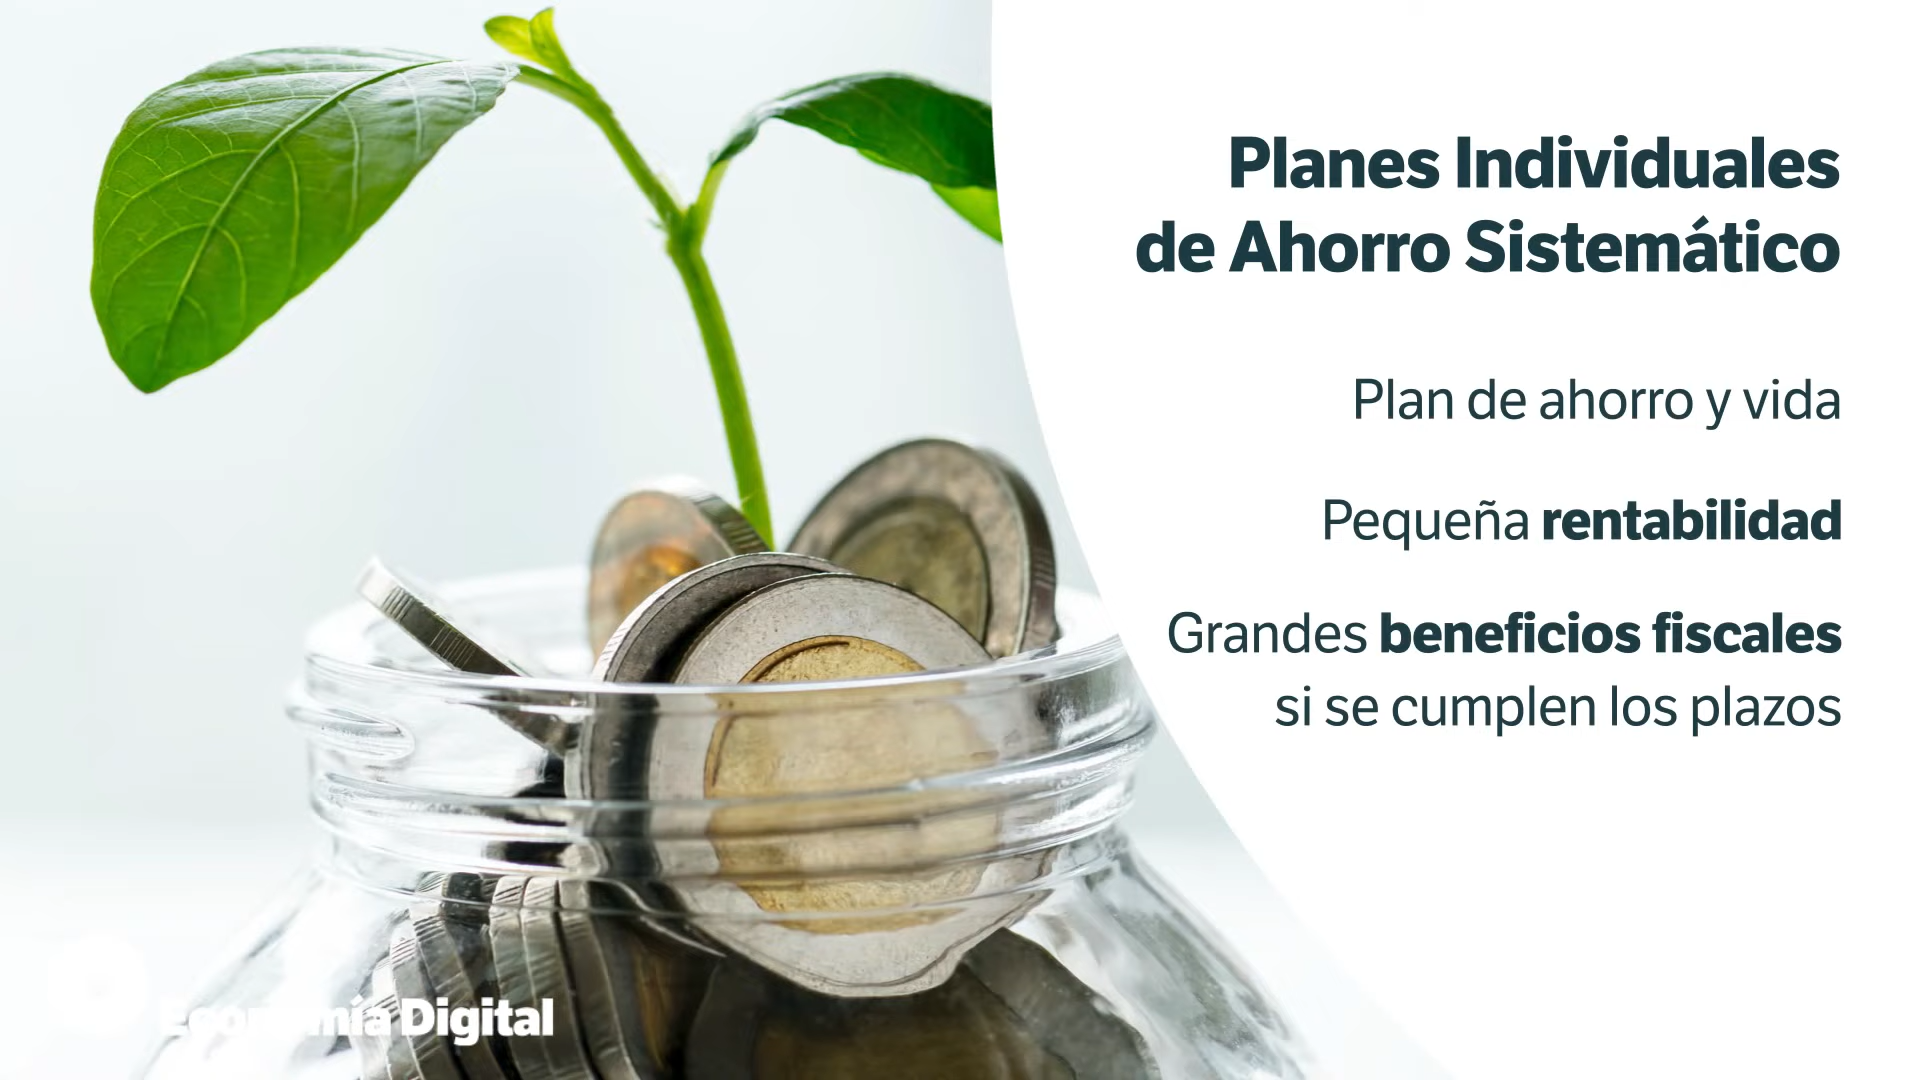 Planes Individuales
de Ahorro Sistemático
Plan de ahorro y vida
Pequeña rentabilidad
Grandes beneficios fiscales
si se cumplen los plazos
Economía Digital